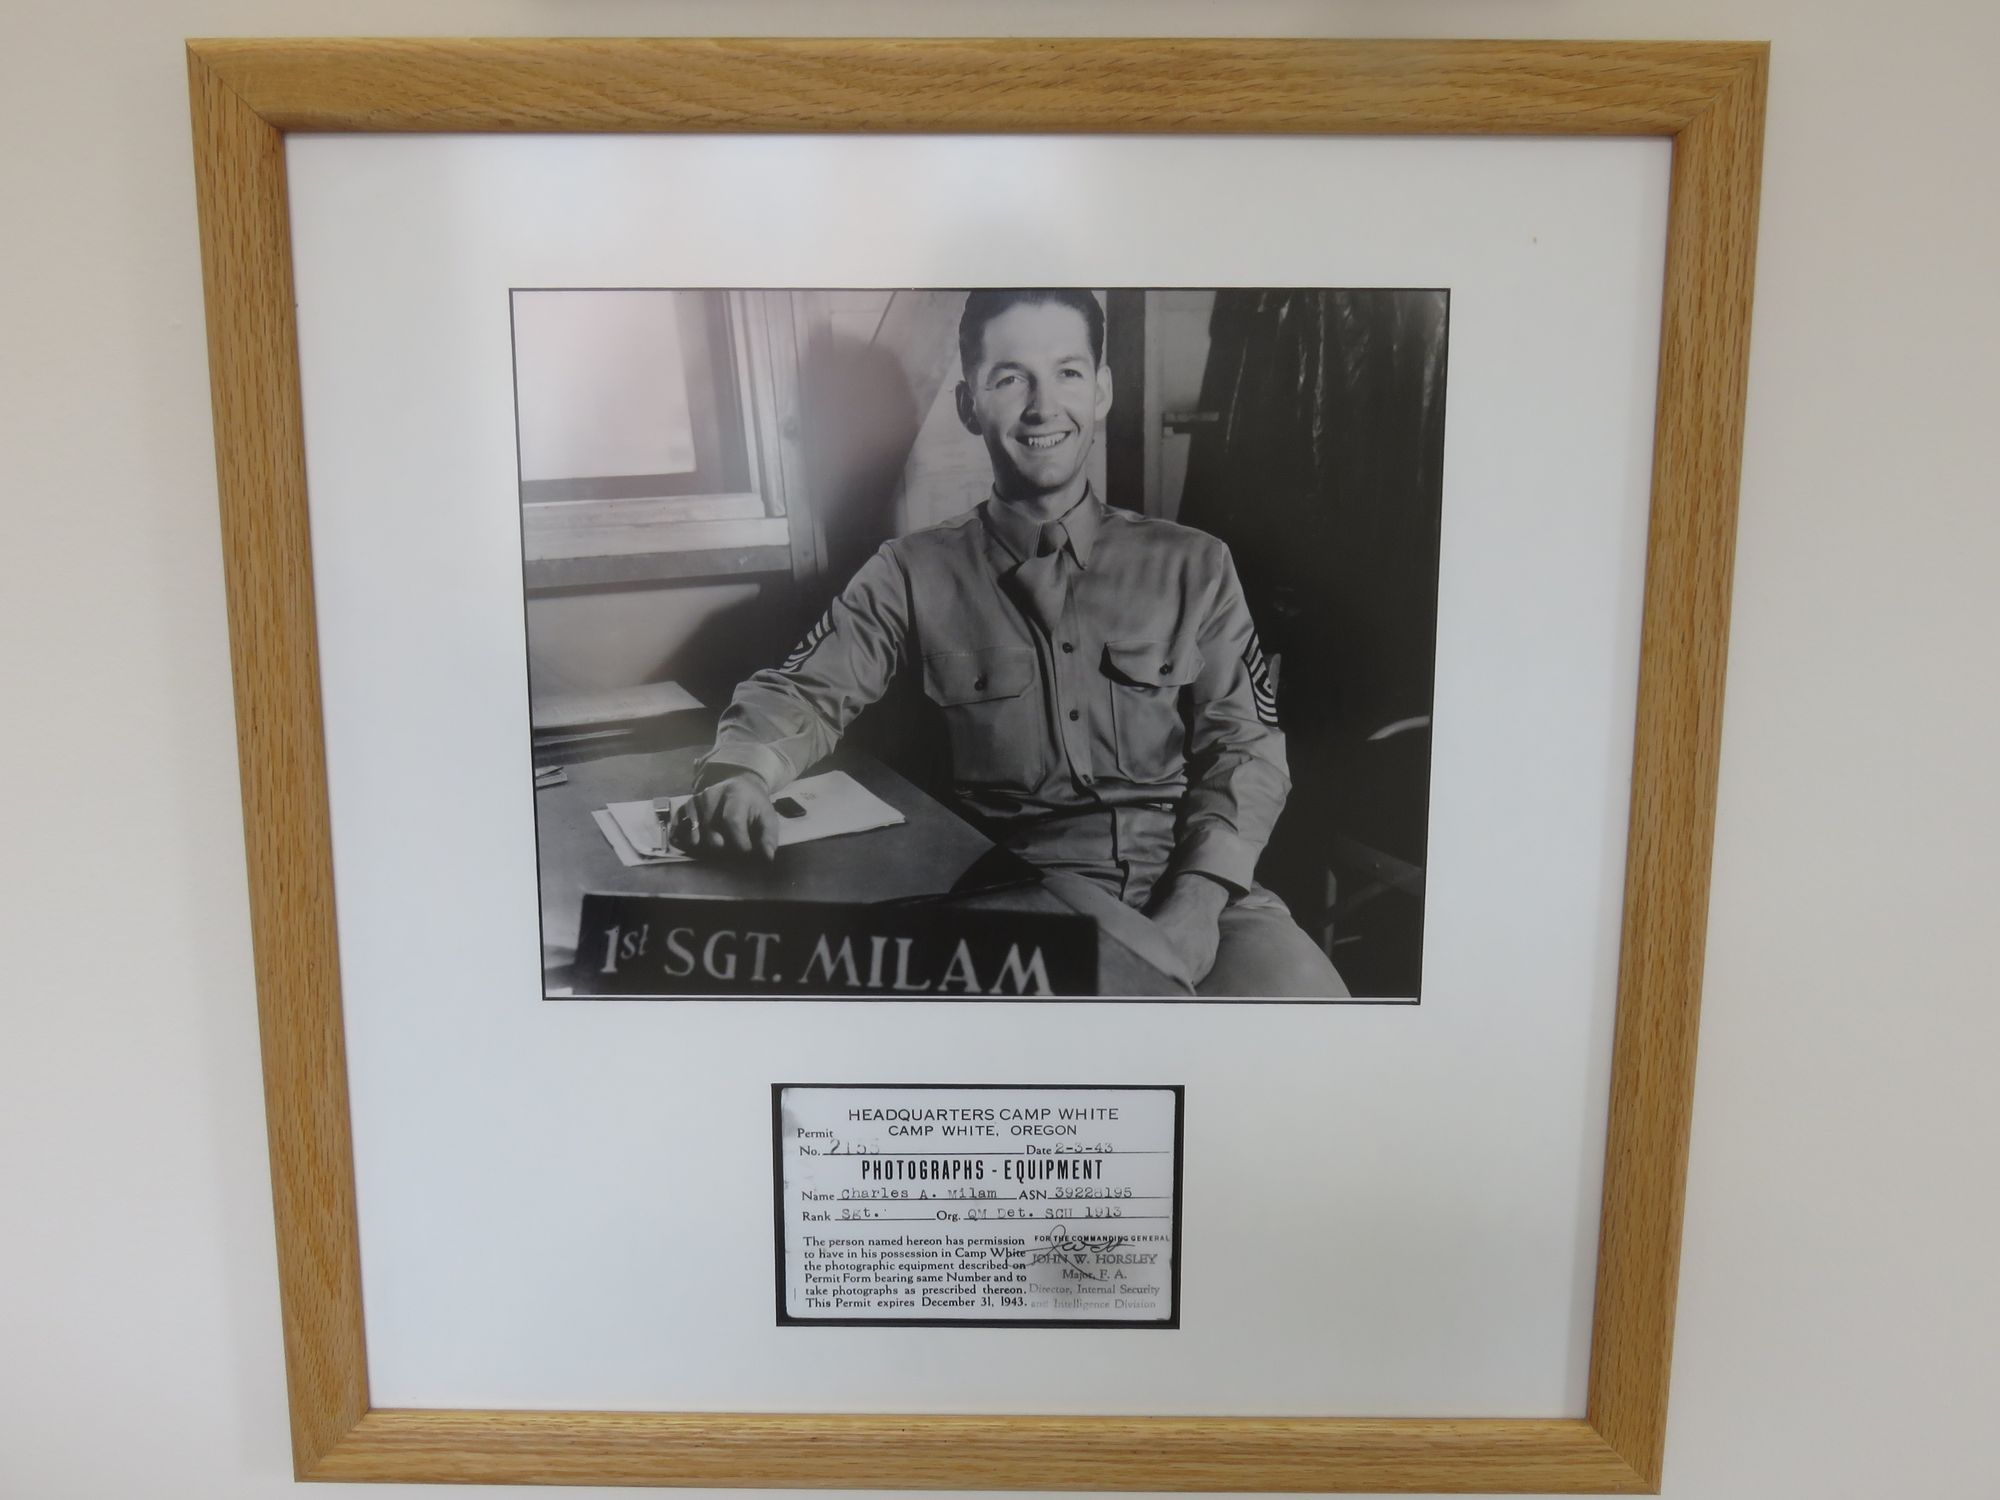 1st SGT. MILAM
HEADQUARTERS CAMP WHITE
CAMP WHITE, OREGON
Permit
No. 2155 Date 2-3-43
PHOTOGRAPHS - EQUIPMENT
Name Charles A. Milam ASN 39228195
Rank Sgt. Org. QM Det. SCU 1913
The person named hereon has permission
to have in his possession in Camp White
the photographic equipment described on
Permit Form bearing same Number and to
take photographs as prescribed thereon.
This Permit expires December 31, 1943.
FOR THE COMMANDING GENERAL
JOHN W. HORSLEY
Major, F. A.
Director, Internal Security
and Intelligence Division